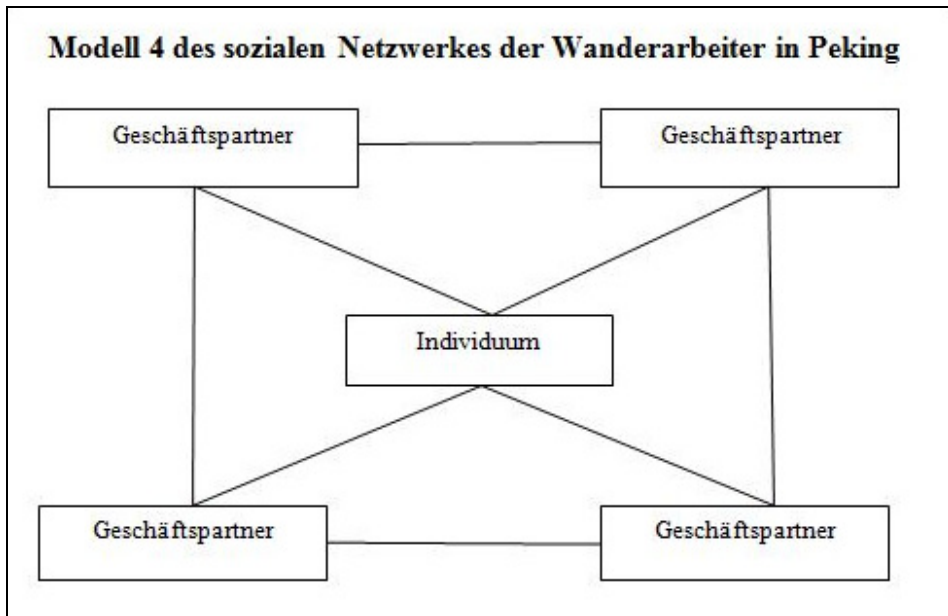 Modell 4 des sozialen Netzwerkes der Wanderarbeiter in Peking
Geschäftspartner
Geschäftspartner
Individuum
Geschäftspartner
Geschäftspartner